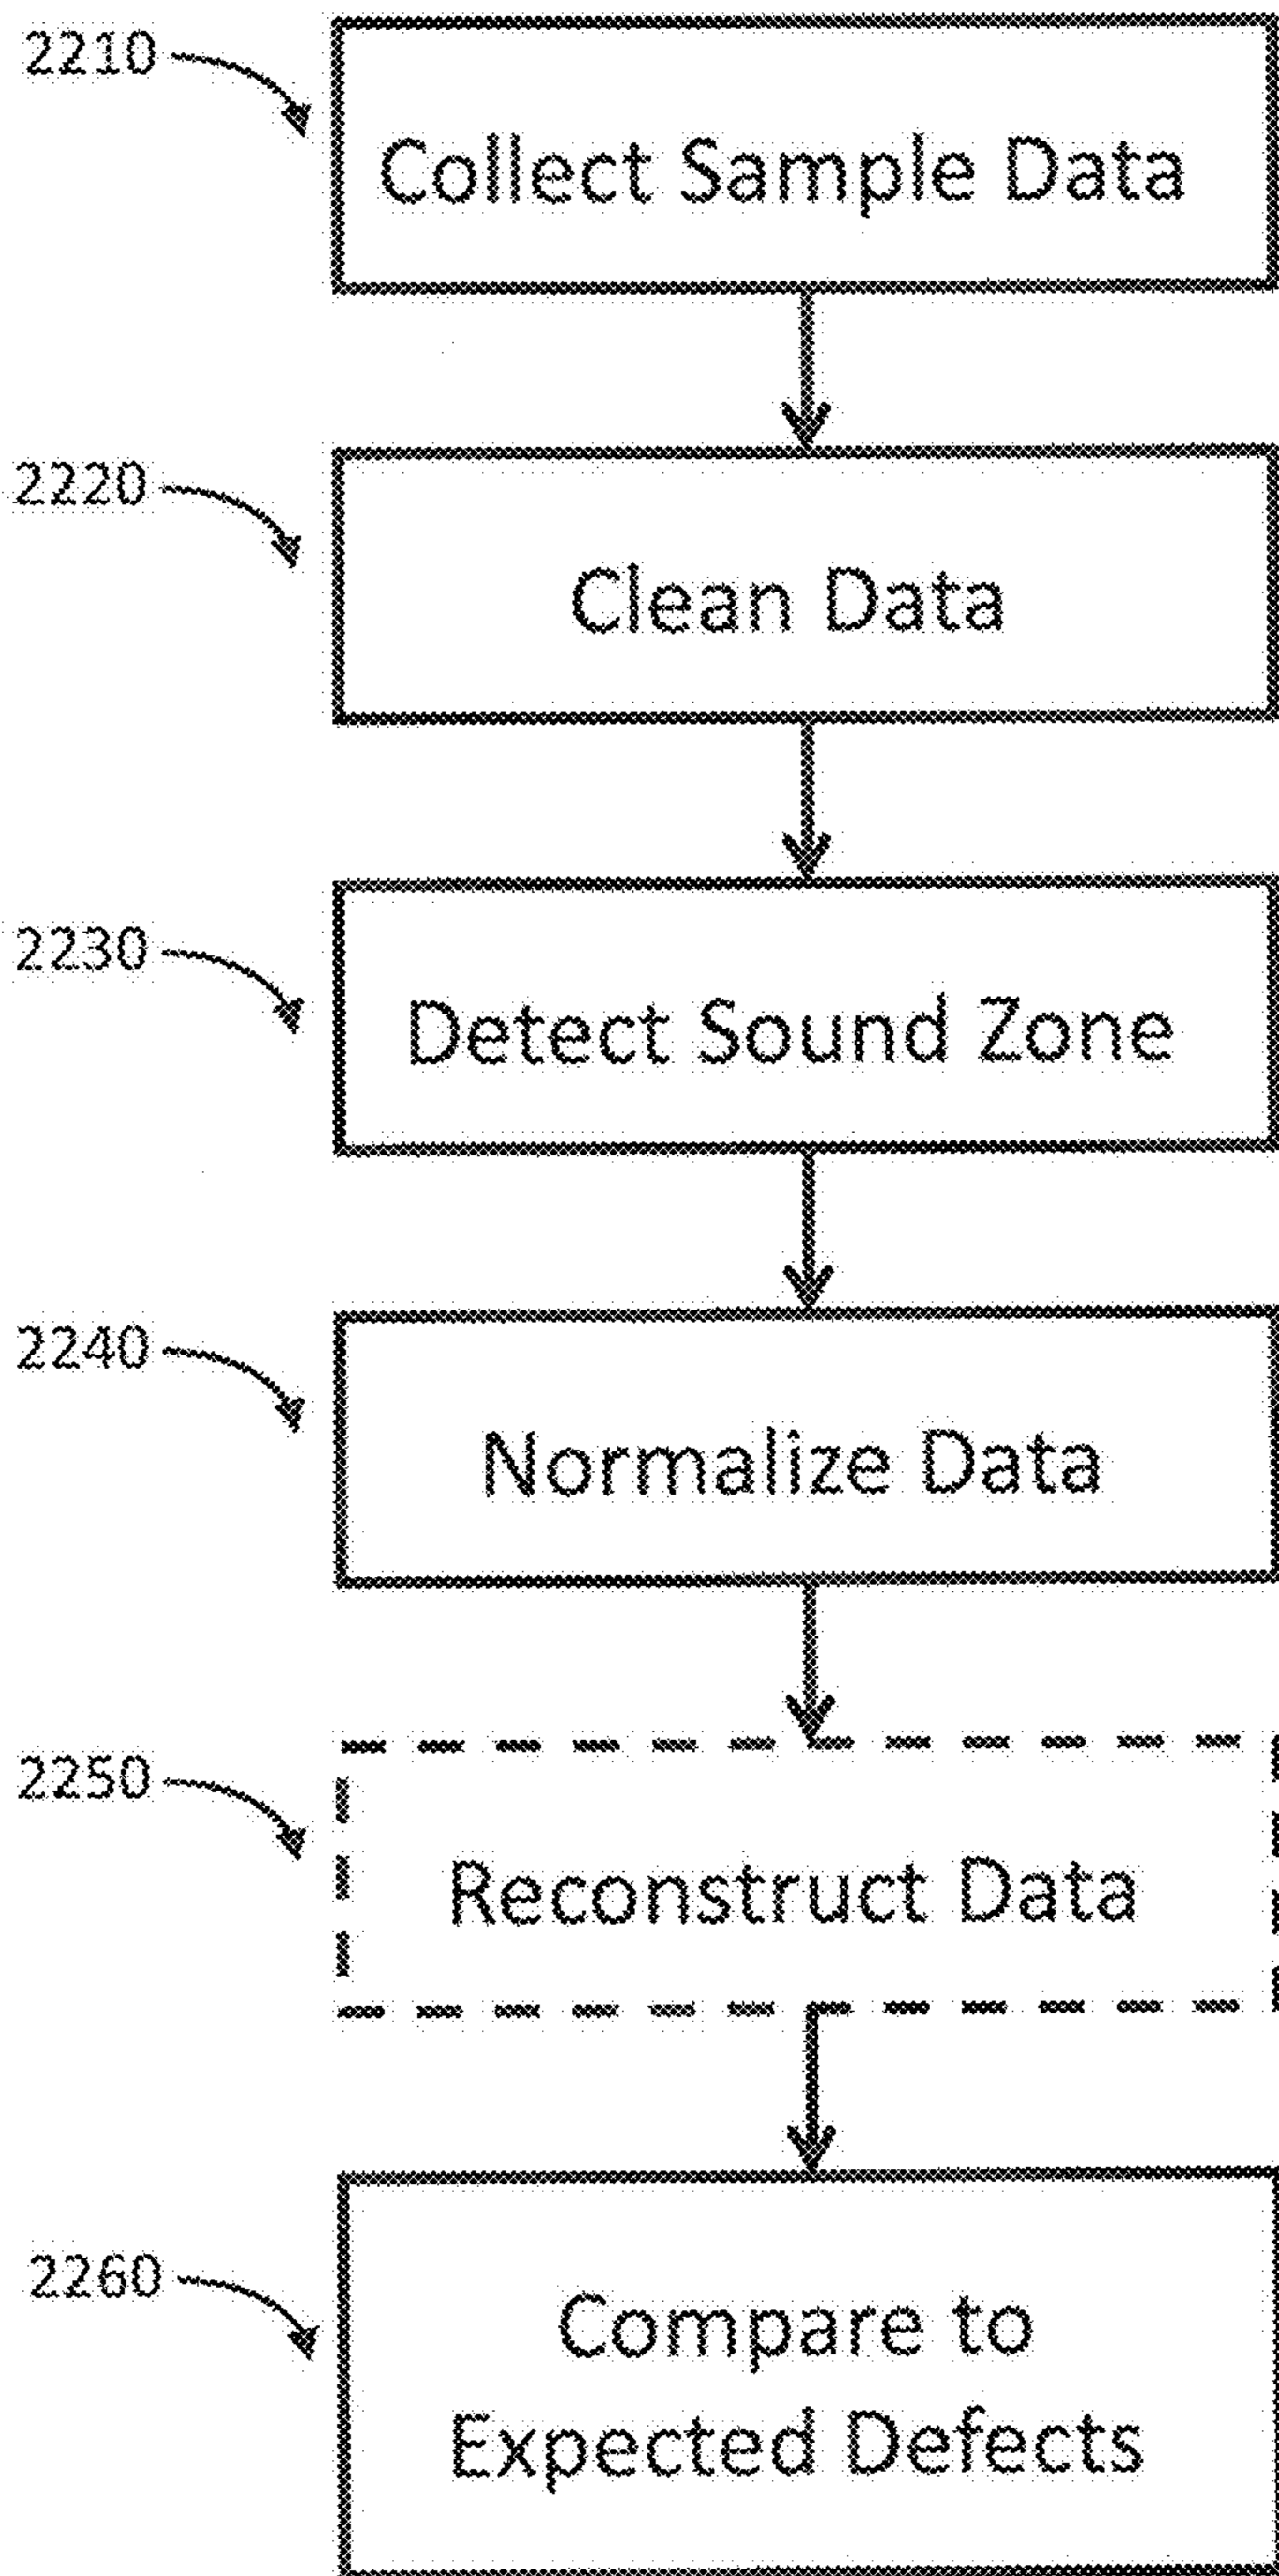 2210
Collect Sample Data
2220
Clean Data
2230
Detect Sound Zone
2240
Normalize Data
2250
Reconstruct Data
2260
Compare to
Expected Defects